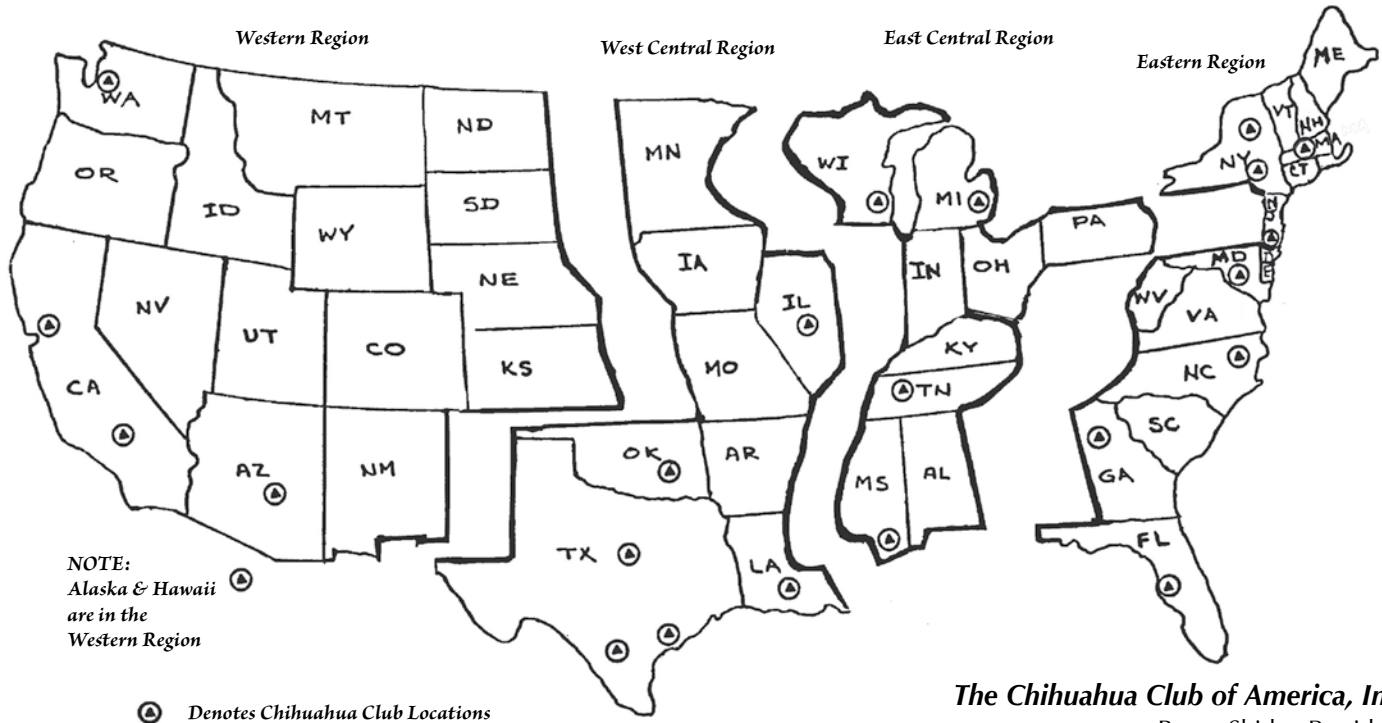 Western Region
West Central Region
East Central Region
Eastern Region
WA
OR
ID
MT
ND
SD
WY
NE
NV
UT
CO
KS
CA
AZ
NM
MN
IA
IL
MO
OK
AR
TX
LA
WI
MI
IN
OH
PA
KY
TN
MS
AL
ME
VT
NH
MA
CT
NY
NJ
MD
WV
VA
NC
SC
GA
FL
NOTE:
Alaska & Hawaii
are in the
Western Region
Denotes Chihuahua Club Locations
The Chihuahua Club of America, In